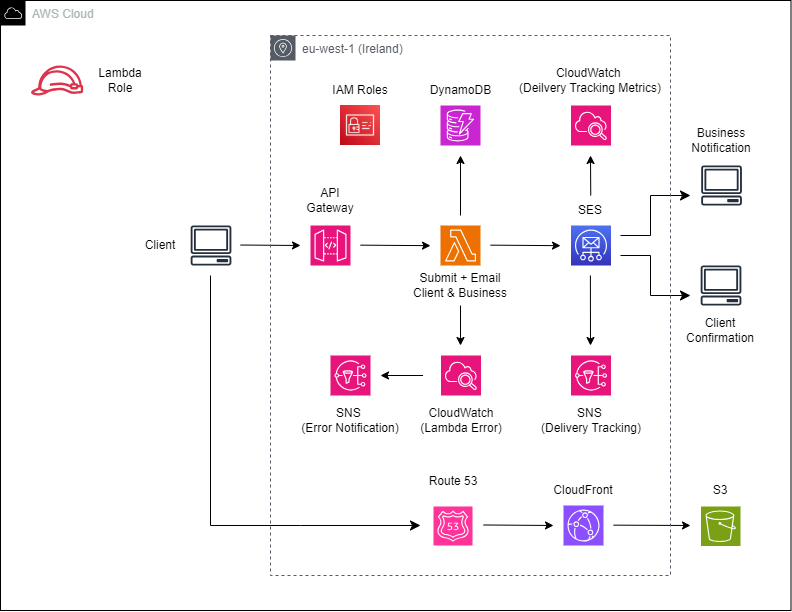 AWS Cloud
eu-west-1 (Ireland)
Lambda
Role
IAM Roles
DynamoDB
CloudWatch
(Deilvery Tracking Metrics)
Business
Notification
API
Gateway
SES
Client
Submit + Email
Client & Business
Client
Confirmation
SNS
(Error Notification)
CloudWatch
(Lambda Error)
SNS
(Delivery Tracking)
Route 53
CloudFront
S3
53